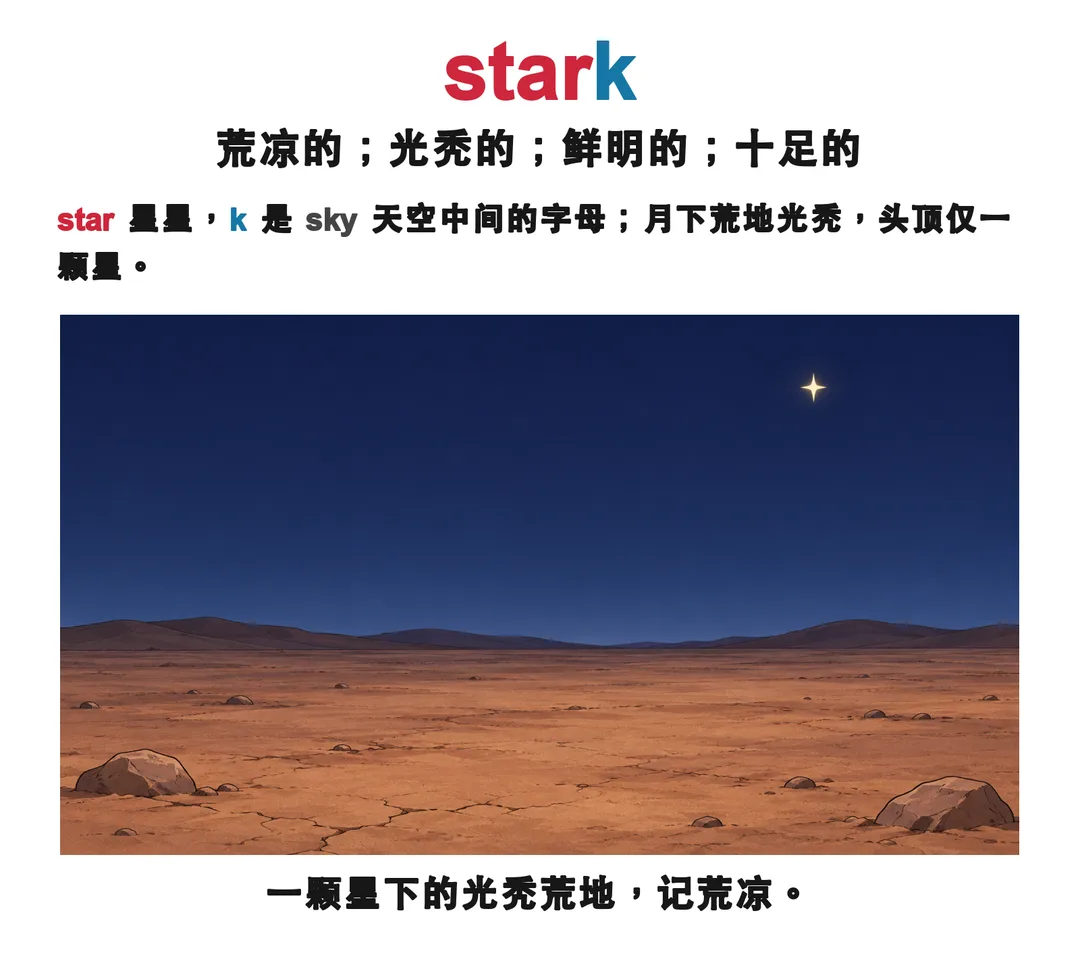 stark
荒凉的；光秃的；鲜明的；十足的
star 星星，k 是 sky 天空中间的字母；月下荒地光秃，头顶仅一
颗星。
一颗星下的光秃荒地，记荒凉。